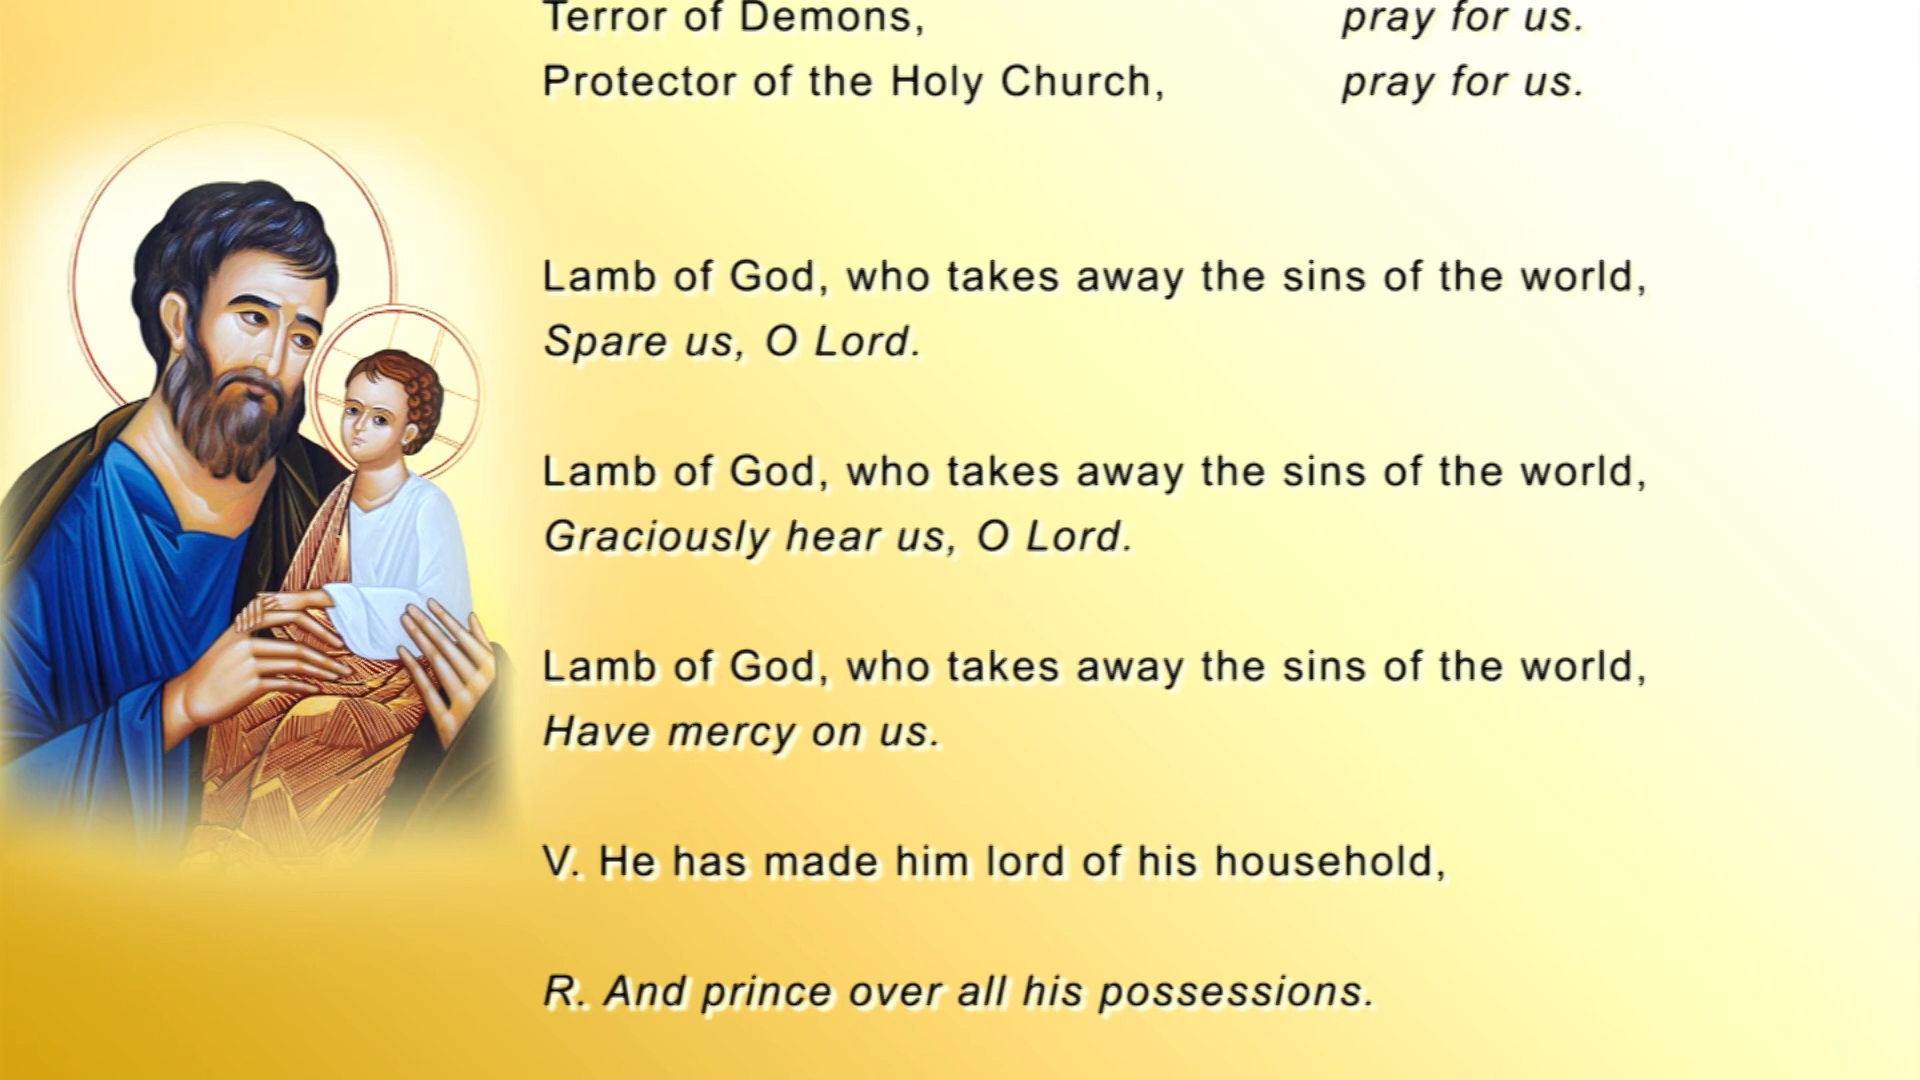 Terror of Demons, pray for us.
Protector of the Holy Church, pray for us.
Lamb of God, who takes away the sins of the world,
Spare us, O Lord.
Lamb of God, who takes away the sins of the world,
Graciously hear us, O Lord.
Lamb of God, who takes away the sins of the world,
Have mercy on us.
V. He has made him lord of his household,
R. And prince over all his possessions.